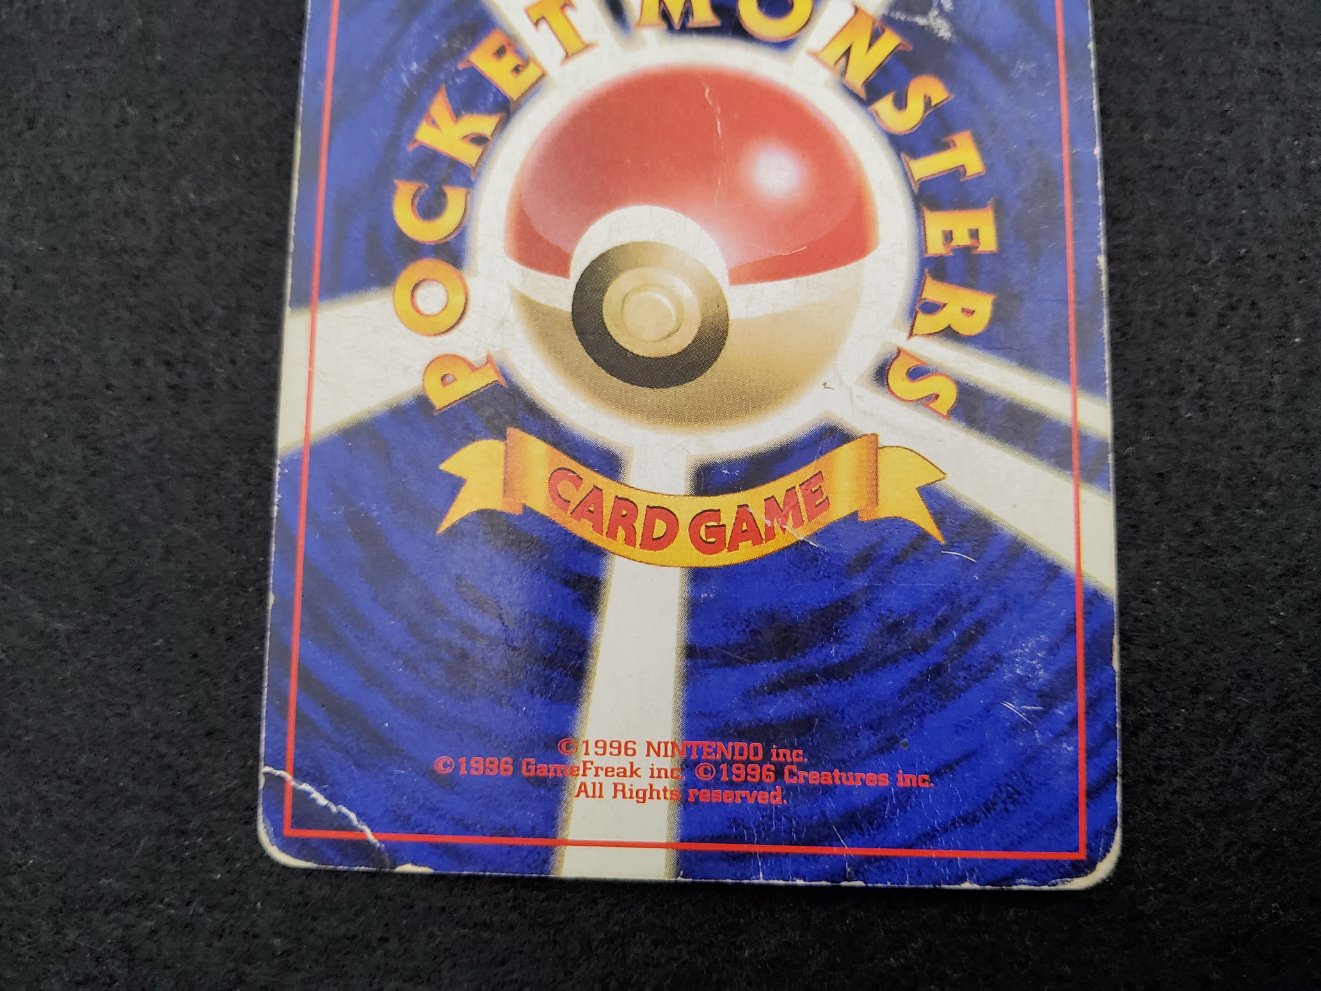 POCKET MONSTERS
CARD GAME
©1996 NINTENDO inc.
©1996 GameFreak inc. ©1996 Creatures inc.
All Rights reserved.